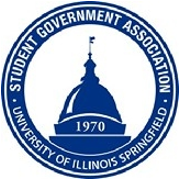 STUDENT GOVERNMENT ASSOCIATION
1970
UNIVERSITY OF ILLINOIS SPRINGFIELD